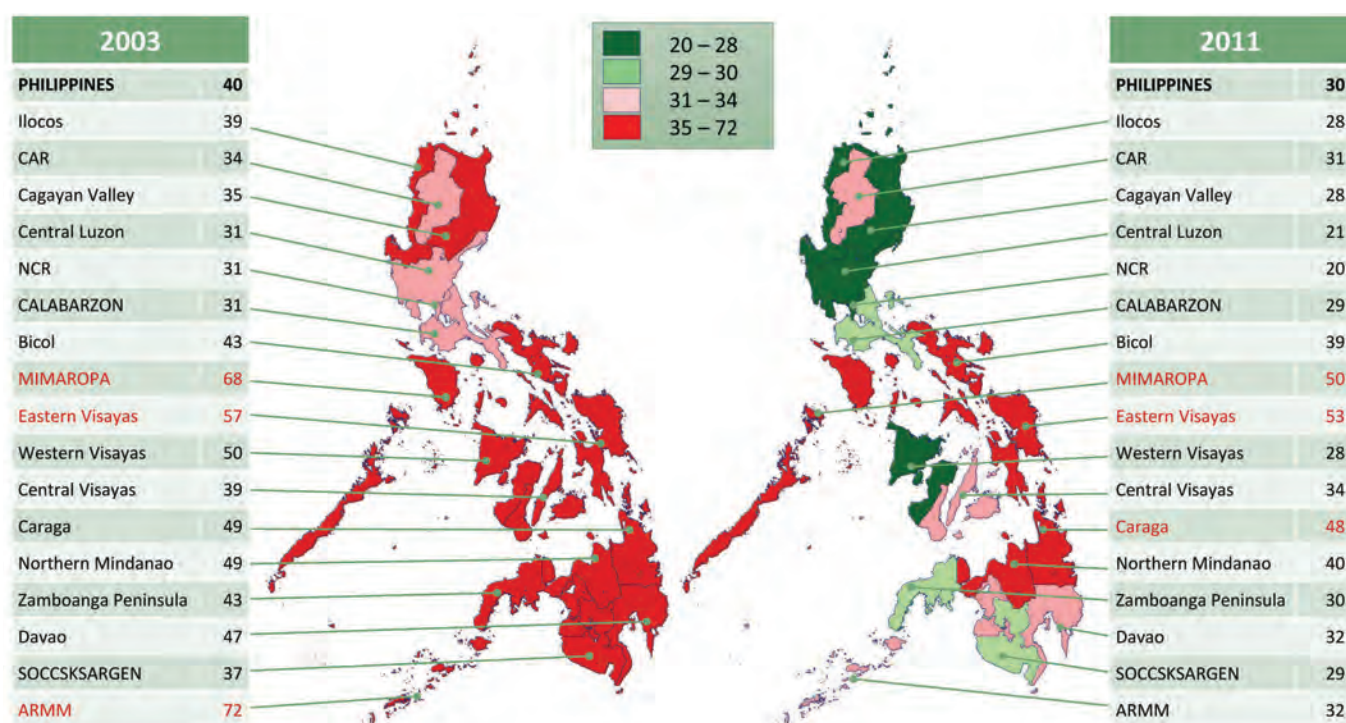 2003
PHILIPPINES 40
Ilocos 39
CAR 34
Cagayan Valley 35
Central Luzon 31
NCR 31
CALABARZON 31
Bicol 43
MIMAROPA 68
Eastern Visayas 57
Western Visayas 50
Central Visayas 39
Caraga 49
Northern Mindanao 49
Zamboanga Peninsula 43
Davao 47
SOCCSKSARGEN 37
ARMM 72
20 – 28
29 – 30
31 – 34
35 – 72
2011
PHILIPPINES 30
Ilocos 28
CAR 31
Cagayan Valley 28
Central Luzon 21
NCR 20
CALABARZON 29
Bicol 39
MIMAROPA 50
Eastern Visayas 53
Western Visayas 28
Central Visayas 34
Caraga 48
Northern Mindanao 40
Zamboanga Peninsula 30
Davao 32
SOCCSKSARGEN 29
ARMM 32